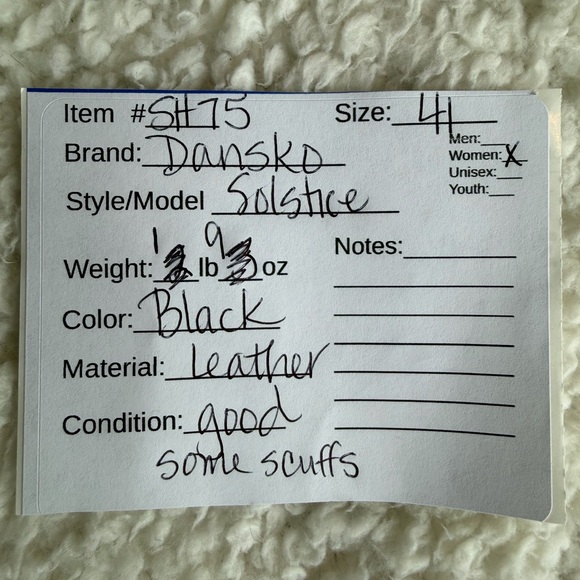 Item #SH75 Size: 41
Brand: Dansko Men:
Women: X
Style/Model Solstice Unisex:
Youth:
1 9 Notes:
Weight: lb oz
Color: Black
Material: Leather
Condition: good
some scuffs